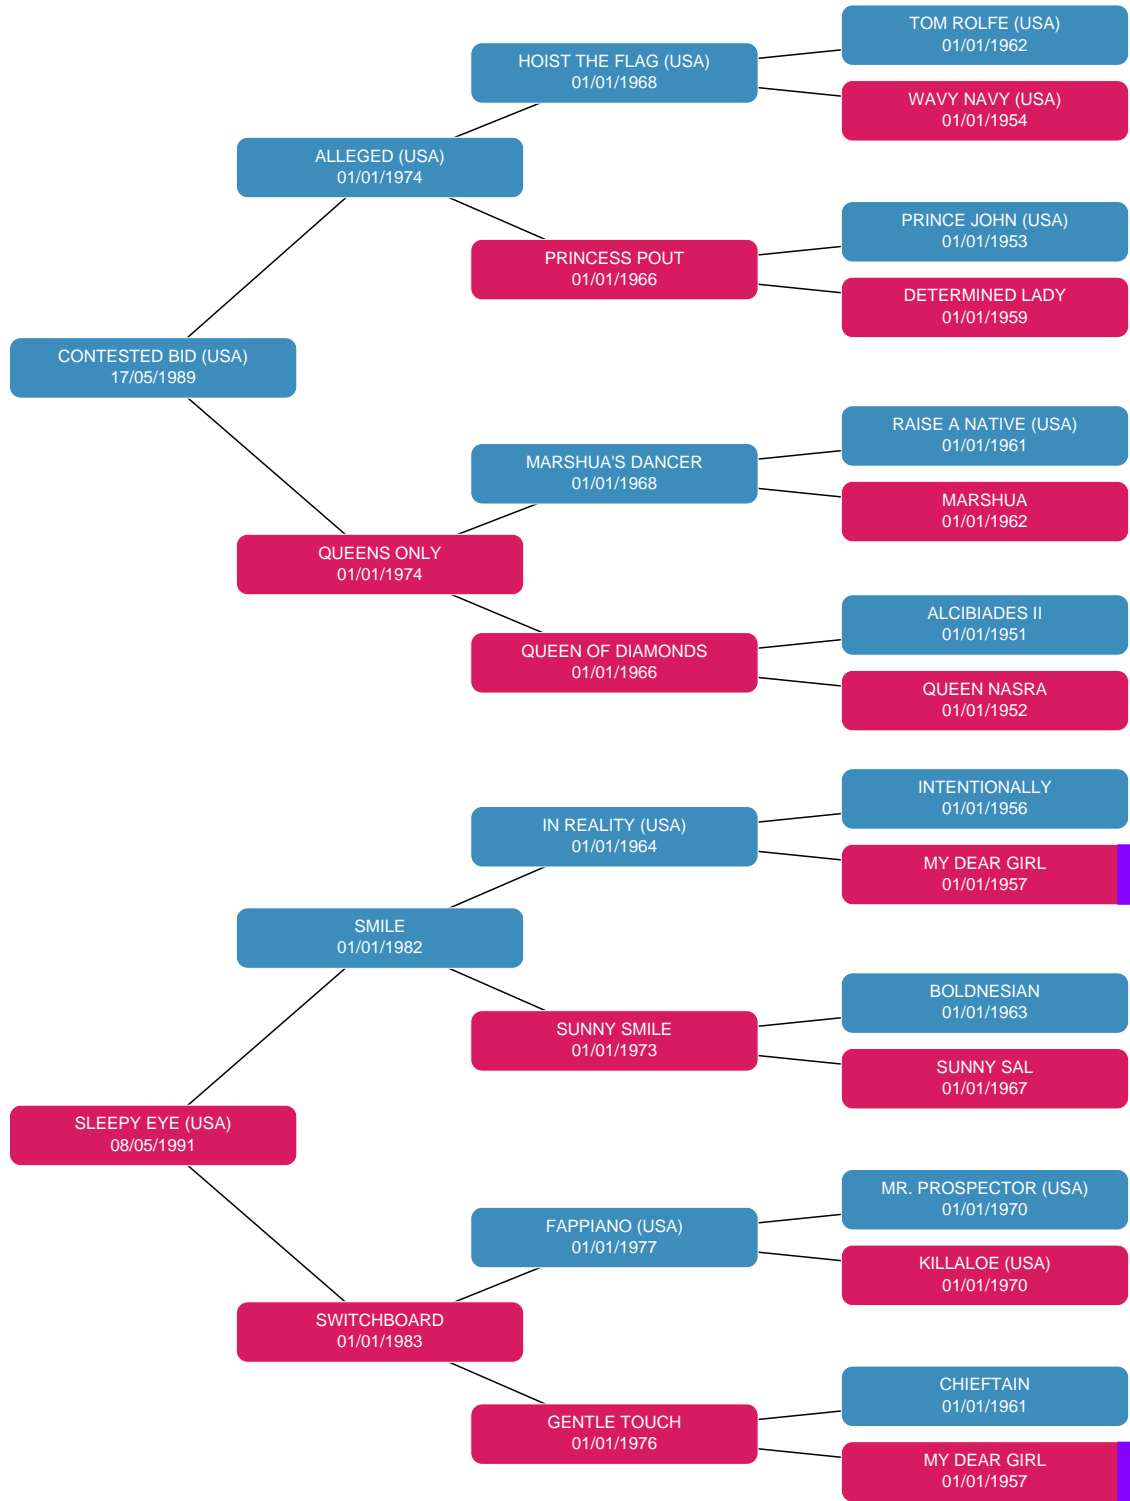 TOM ROLFE (USA)
01/01/1962
HOIST THE FLAG (USA)
01/01/1968
WAVY NAVY (USA)
01/01/1954
ALLEGED (USA)
01/01/1974
PRINCE JOHN (USA)
01/01/1953
PRINCESS POUT
01/01/1966
DETERMINED LADY
01/01/1959
CONTESTED BID (USA)
17/05/1989
RAISE A NATIVE (USA)
01/01/1961
MARSHUA'S DANCER
01/01/1968
MARSHUA
01/01/1962
QUEENS ONLY
01/01/1974
ALCIBIADES II
01/01/1951
QUEEN OF DIAMONDS
01/01/1966
QUEEN NASRA
01/01/1952
INTENTIONALLY
01/01/1956
IN REALITY (USA)
01/01/1964
MY DEAR GIRL
01/01/1957
SMILE
01/01/1982
BOLDNESIAN
01/01/1963
SUNNY SMILE
01/01/1973
SUNNY SAL
01/01/1967
SLEEPY EYE (USA)
08/05/1991
MR. PROSPECTOR (USA)
01/01/1970
FAPPIANO (USA)
01/01/1977
KILLALOE (USA)
01/01/1970
SWITCHBOARD
01/01/1983
CHIEFTAIN
01/01/1961
GENTLE TOUCH
01/01/1976
MY DEAR GIRL
01/01/1957